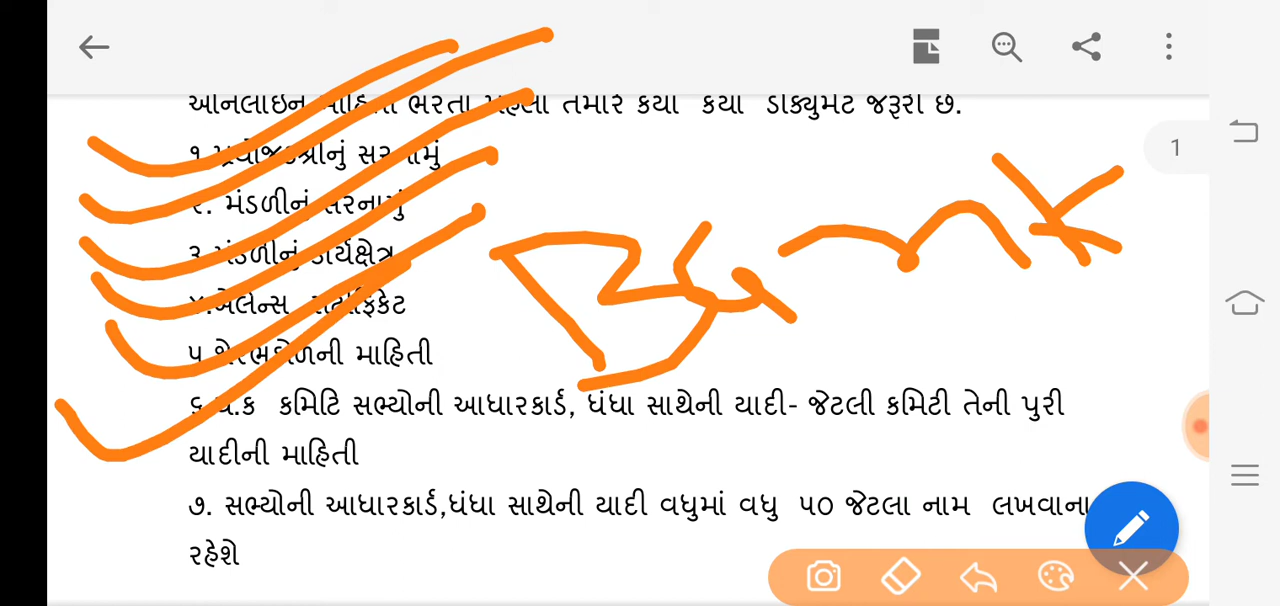 ઓનલાઇન માહિતી ભરતા પહેલા તમારે કયા કયા ડોક્યુમેંટ જરૂરી છે.
1
૧.પ્રયોજકશ્રીનું સરનામું
૨. મંડળીનું સરનામું
૩.મંડળીનું કાર્યક્ષેત્ર
૪.બેલેન્સ સર્ટીફિકેટ
૫.શેરભંડોળની માહિતી
૬.વ.ક કમિટિ સભ્યોની આધારકાર્ડ, ધંધા સાથેની યાદી- જેટલી કમિટી તેની પુરી
યાદીની માહિતી
૭. સભ્યોની આધારકાર્ડ,ધંધા સાથેની યાદી વધુમાં વધુ ૫૦ જેટલા નામ લખવાના
રહેશે